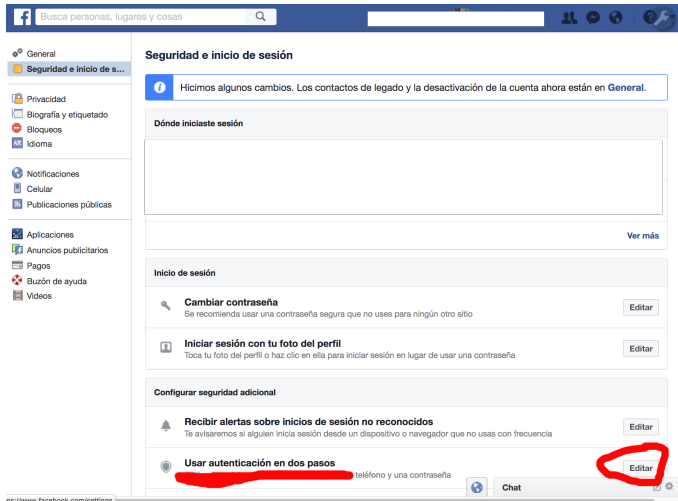 f
Busca personas, lugares y cosas
General
Seguridad e inicio de s...
Privacidad
Biografía y etiquetado
Bloqueos
Idioma
Notificaciones
Celular
Publicaciones públicas
Aplicaciones
Anuncios publicitarios
Pagos
Buzón de ayuda
Videos
Seguridad e inicio de sesión
Hicimos algunos cambios. Los contactos de legado y la desactivación de la cuenta ahora están en General.
Dónde iniciaste sesión
Ver más
Inicio de sesión
Cambiar contraseña
Se recomienda usar una contraseña segura que no uses para ningún otro sitio
Editar
Iniciar sesión con tu foto del perfil
Toca tu foto del perfil o haz clic en ella para iniciar sesión en lugar de usar una contraseña
Editar
Configurar seguridad adicional
Recibir alertas sobre inicios de sesión no reconocidos
Te avisaremos si alguien inicia sesión desde un dispositivo o navegador que no usas con frecuencia
Editar
Usar autenticación en dos pasos
teléfono y una contraseña
Editar
Chat
ps://www.facebook.com/settings